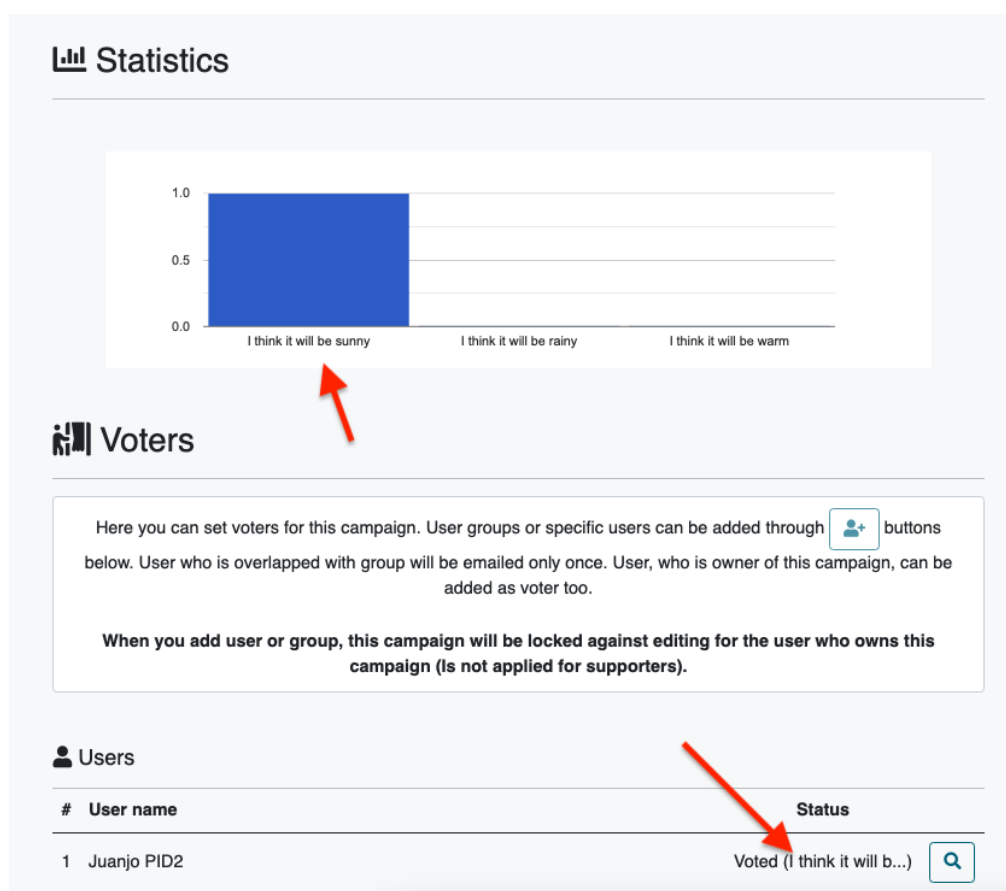 Statistics
1.0
0.5
0.0
I think it will be sunny I think it will be rainy I think it will be warm
Voters
Here you can set voters for this campaign. User groups or specific users can be added through buttons
below. User who is overlapped with group will be emailed only once. User, who is owner of this campaign, can be
added as voter too.
When you add user or group, this campaign will be locked against editing for the user who owns this
campaign (Is not applied for supporters).
Users
# User name Status
1 Juanjo PID2 Voted (I think it will b...)